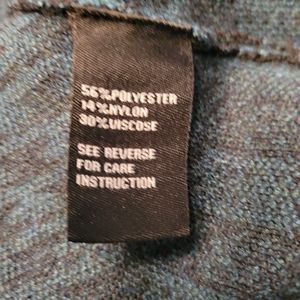 56%POLYESTER
14%NYLON
30%VISCOSE
SEE REVERSE
FOR CARE
INSTRUCTION